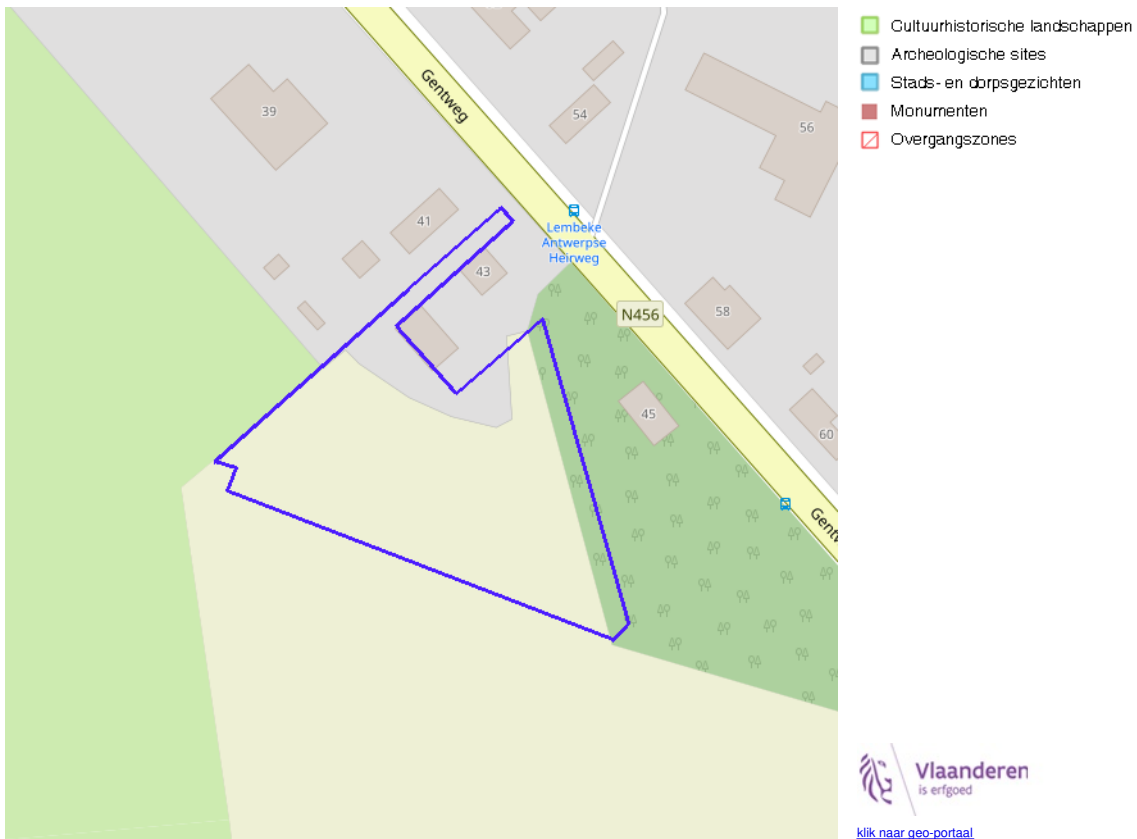 Gentweg
39
54
56
41
Lembeke
Antwerpse
Heirweg
43
N456
58
45
60
Cultuurhistorische landschappen
Archeologische sites
Stads- en dorpsgezichten
Monumenten
Overgangszones
Vlaanderen
is erfgoed
klik naar geo-portaal